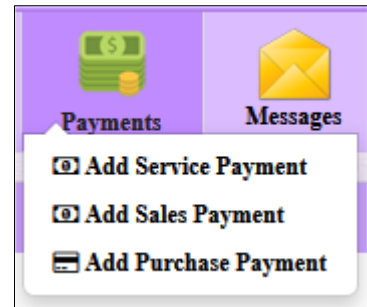 Payments
Messages
Add Service Payment
Add Sales Payment
Add Purchase Payment